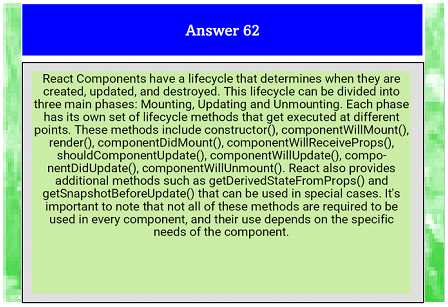 Answer 62
React Components have a lifecycle that determines when they are
created, updated, and destroyed. This lifecycle can be divided into
three main phases: Mounting, Updating and Unmounting. Each phase
has its own set of lifecycle methods that get executed at different
points. These methods include constructor(), componentWillMount(),
render(), componentDidMount(), componentWillReceiveProps(),
shouldComponentUpdate(), componentWillUpdate(), compo-
nentDidUpdate(), componentWillUnmount(). React also provides
additional methods such as getDerivedStateFromProps() and
getSnapshotBeforeUpdate() that can be used in special cases. It's
important to note that not all of these methods are required to be
used in every component, and their use depends on the specific
needs of the component.